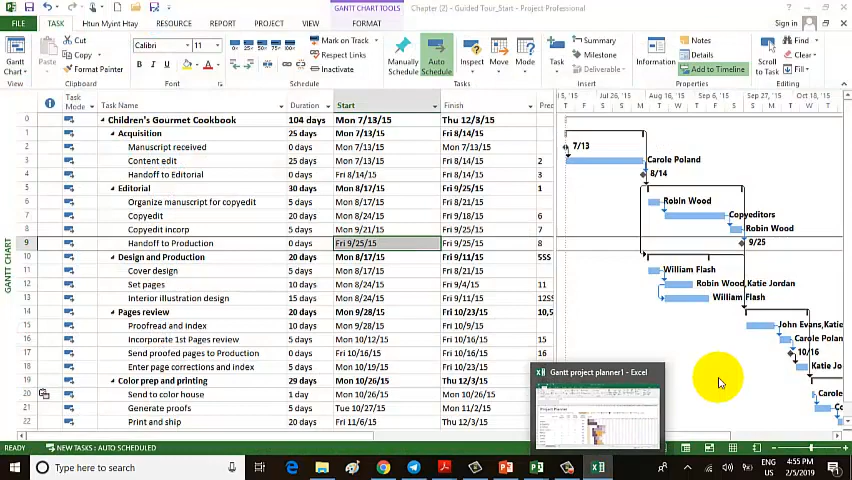 GANTT CHART TOOLS Chapter (2) - Guided Tour_Start - Project Professional
FILE TASK Htun Myint Htay RESOURCE REPORT PROJECT VIEW FORMAT Sign in
Gantt Chart
Paste
Cut
Copy
Format Painter
Calibri 11
B I U
Mark on Track
Respect Links
Inactivate
Manually Schedule
Auto Schedule
Inspect
Move
Mode
Task
Summary
Milestone
Deliverable
Information
Notes
Details
Add to Timeline
Scroll to Task
Find
Clear
Fill
View Clipboard Font Schedule Tasks Insert Properties Editing
Task Mode Task Name Duration Start Finish Prec
'15 Aug 16, '15 Sep 6, '15 Sep 27, '15 Oct 18, '15
0 Children's Gourmet Cookbook 104 days Mon 7/13/15 Thu 12/3/15
1 Acquisition 25 days Mon 7/13/15 Fri 8/14/15
2 Manuscript received 0 days Mon 7/13/15 Mon 7/13/15 7/13
3 Content edit 25 days Mon 7/13/15 Fri 8/14/15 2 Carole Poland
4 Handoff to Editorial 0 days Fri 8/14/15 Fri 8/14/15 3 8/14
5 Editorial 30 days Mon 8/17/15 Fri 9/25/15 1
6 Organize manuscript for copyedit 5 days Mon 8/17/15 Fri 8/21/15 Robin Wood
7 Copyedit 20 days Mon 8/24/15 Fri 9/18/15 6 Copyeditors
8 Copyedit incorp 5 days Mon 9/21/15 Fri 9/25/15 7 Robin Wood
9 Handoff to Production 0 days Fri 9/25/15 Fri 9/25/15 8 9/25
10 Design and Production 20 days Mon 8/17/15 Fri 9/11/15 5SS
11 Cover design 5 days Mon 8/17/15 Fri 8/21/15 William Flash
12 Set pages 10 days Mon 8/24/15 Fri 9/4/15 11 Robin Wood,Katie Jordan
13 Interior illustration design 15 days Mon 8/24/15 Fri 9/11/15 12SS William Flash
14 Pages review 20 days Mon 9/28/15 Fri 10/23/15 10,5
15 Proofread and index 10 days Mon 9/28/15 Fri 10/9/15 John Evans,Katie
16 Incorporate 1st Pages review 5 days Mon 10/12/15 Fri 10/16/15 15 Carole Polan
17 Send proofed pages to Production 0 days Fri 10/16/15 Fri 10/16/15 16 10/16
18 Enter page corrections and index Katie Jo
19 Color prep and printing 29 days Mon 10/26/15 Thu 12/3/15
20 Send to color house 1 day Mon 10/26/15 Mon 10/26/15
21 Generate proofs 5 days Tue 10/27/15 Mon 11/2/15
22 Print and ship 20 days Fri 11/6/15 Thu 12/3/15
GANTT CHART
Gantt project planner1 - Excel
READY NEW TASKS : AUTO SCHEDULED
Type here to search
ENG US
4:55 PM
2/5/2019